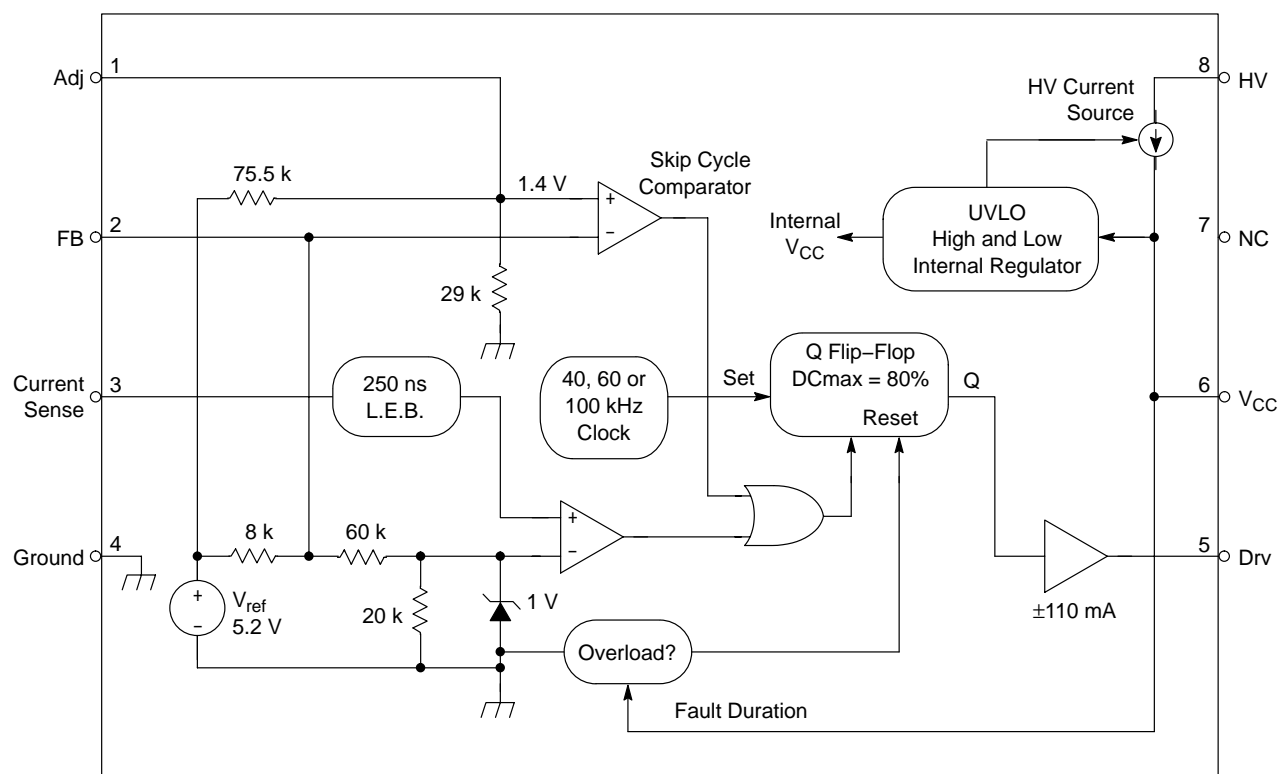 Adj
1
8
HV
HV Current
Source
75.5 k
1.4 V
Skip Cycle
Comparator
+
−
2
FB
Internal
VCC
UVLO
High and Low
Internal Regulator
7
NC
29 k
Current
Sense
3
250 ns
L.E.B.
40, 60 or
100 kHz
Clock
Set
Q Flip−Flop
DCmax = 80%
Reset
Q
6
VCC
Ground
4
8 k
60 k
+
−
5
Drv
+
−
Vref
5.2 V
20 k
1 V
±110 mA
Overload?
Fault Duration